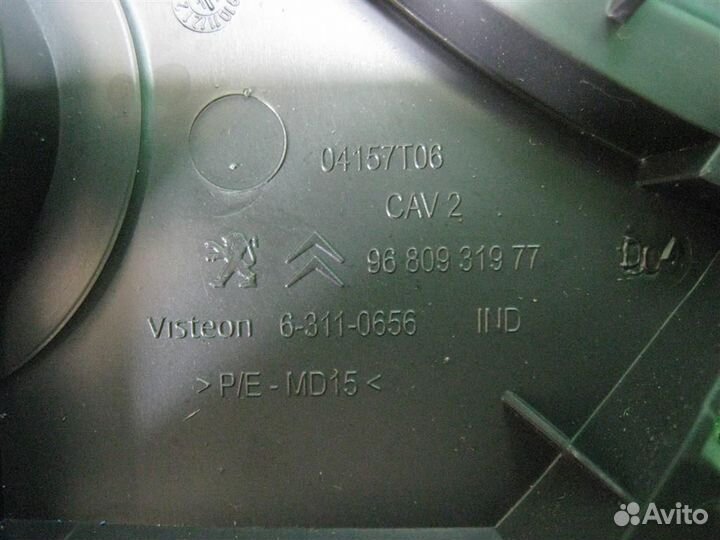 04157T06
CAV 2
96 809 319 77
Visteon 6-311-0656 IND
> P/E - MD15 <
Avito